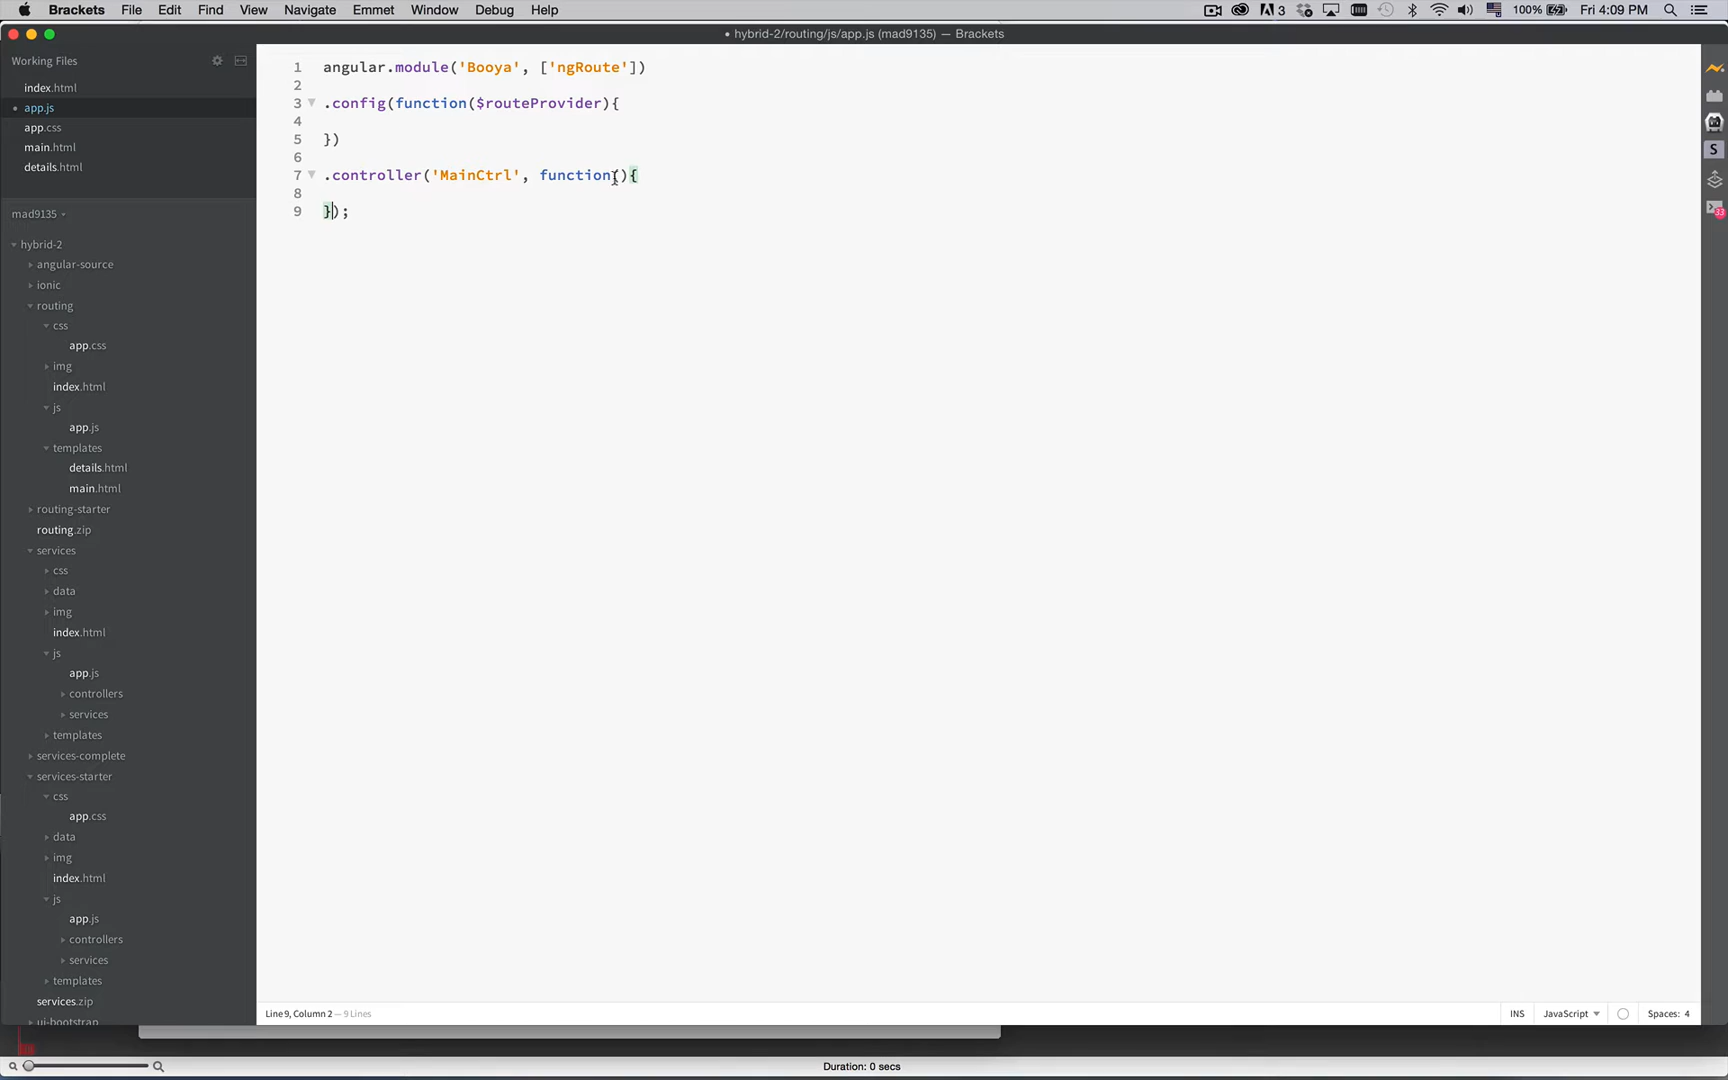 Brackets File Edit Find View Navigate Emmet Window Debug Help 3 100% Fri 4:09 PM
• hybrid-2/routing/js/app.js (mad9135) — Brackets
Working Files
index.html
app.js
app.css
main.html
details.html
mad9135
hybrid-2
angular-source
ionic
routing
css
app.css
img
index.html
js
app.js
templates
details.html
main.html
routing-starter
routing.zip
services
css
data
img
index.html
js
app.js
controllers
services
templates
services-complete
services-starter
css
app.css
data
img
index.html
js
app.js
controllers
services
templates
services.zip
ui-bootstrap
1 angular.module('Booya', ['ngRoute'])
2
3 .config(function($routeProvider){
4
5 })
6
7 .controller('MainCtrl', function(){
8
9 });
S
33
Line 9, Column 2 — 9 Lines
INS JavaScript Spaces: 4
Duration: 0 secs